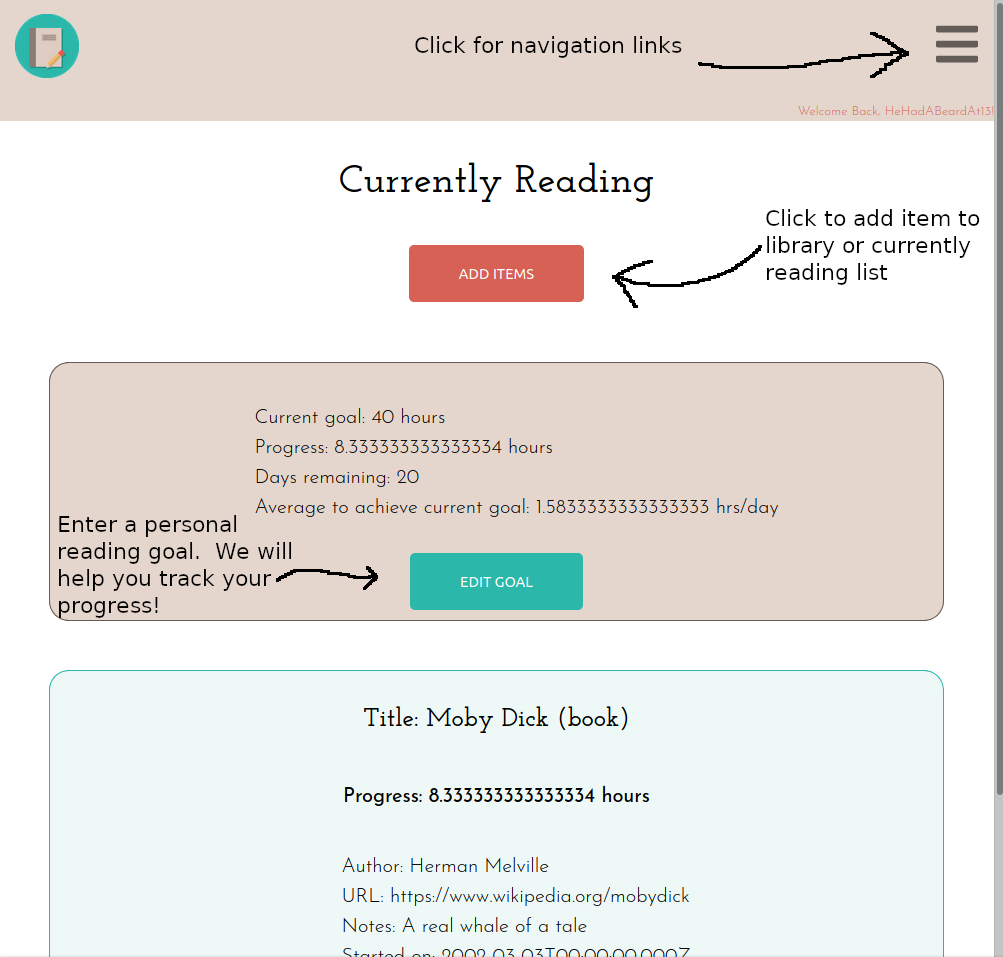 Click for navigation links
Welcome Back, HeHadABeardAt13!
Currently Reading
Click to add item to
library or currently
reading list
ADD ITEMS
Current goal: 40 hours
Progress: 8.333333333333334 hours
Days remaining: 20
Average to achieve current goal: 1.5833333333333333 hrs/day
Enter a personal
reading goal.  We will
help you track your
progress!
EDIT GOAL
Title: Moby Dick (book)
Progress: 8.333333333333334 hours
Author: Herman Melville
URL: https://www.wikipedia.org/mobydick
Notes: A real whale of a tale
Started on: 2002-03-03T00:00:00.000Z